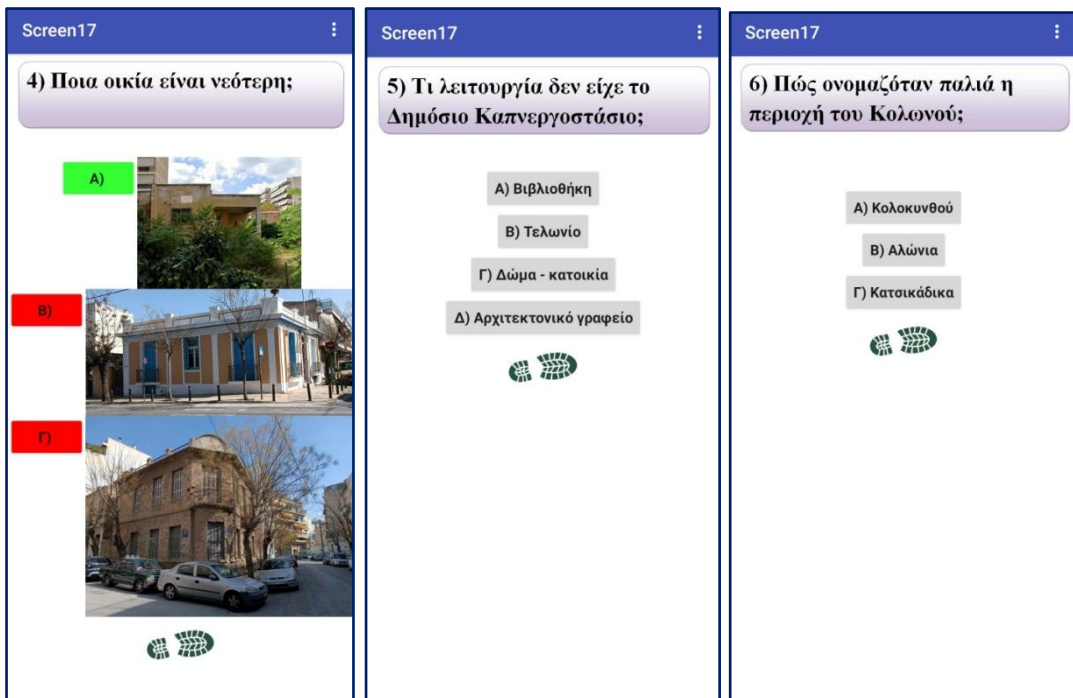 Screen17
4) Ποια οικία είναι νεότερη;
Α)
Β)
Γ)
Screen17
5) Τι λειτουργία δεν είχε το
Δημόσιο Καπνεργοστάσιο;
Α) Βιβλιοθήκη
Β) Τελωνίο
Γ) Δώμα - κατοικία
Δ) Αρχιτεκτονικό γραφείο
Screen17
6) Πώς ονομαζόταν παλιά η
περιοχή του Κολωνού;
Α) Κολοκυνθού
Β) Αλώνια
Γ) Κατσικάδικα